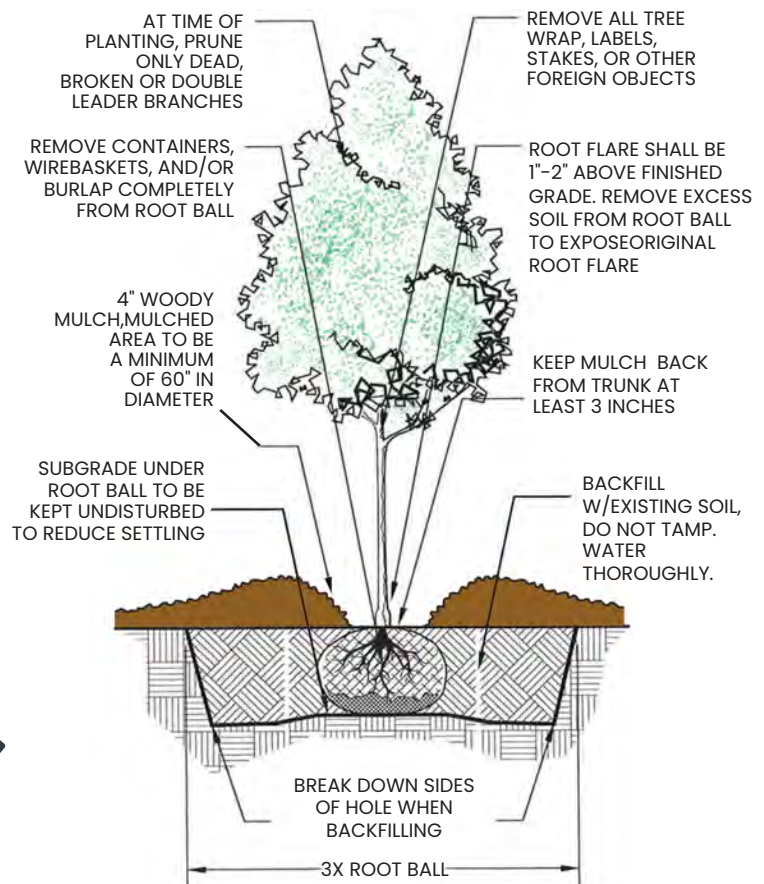 AT TIME OF
PLANTING, PRUNE
ONLY DEAD,
BROKEN OR DOUBLE
LEADER BRANCHES
REMOVE ALL TREE
WRAP, LABELS,
STAKES, OR OTHER
FOREIGN OBJECTS
REMOVE CONTAINERS,
WIREBASKETS, AND/OR
BURLAP COMPLETELY
FROM ROOT BALL
ROOT FLARE SHALL BE
1"-2" ABOVE FINISHED
GRADE. REMOVE EXCESS
SOIL FROM ROOT BALL
TO EXPOSEORIGINAL
ROOT FLARE
4" WOODY
MULCH,MULCHED
AREA TO BE
A MINIMUM
OF 60" IN
DIAMETER
KEEP MULCH BACK
FROM TRUNK AT
LEAST 3 INCHES
SUBGRADE UNDER
ROOT BALL TO BE
KEPT UNDISTURBED
TO REDUCE SETTLING
BACKFILL
W/EXISTING SOIL,
DO NOT TAMP.
WATER
THOROUGHLY.
BREAK DOWN SIDES
OF HOLE WHEN
BACKFILLING
3X ROOT BALL